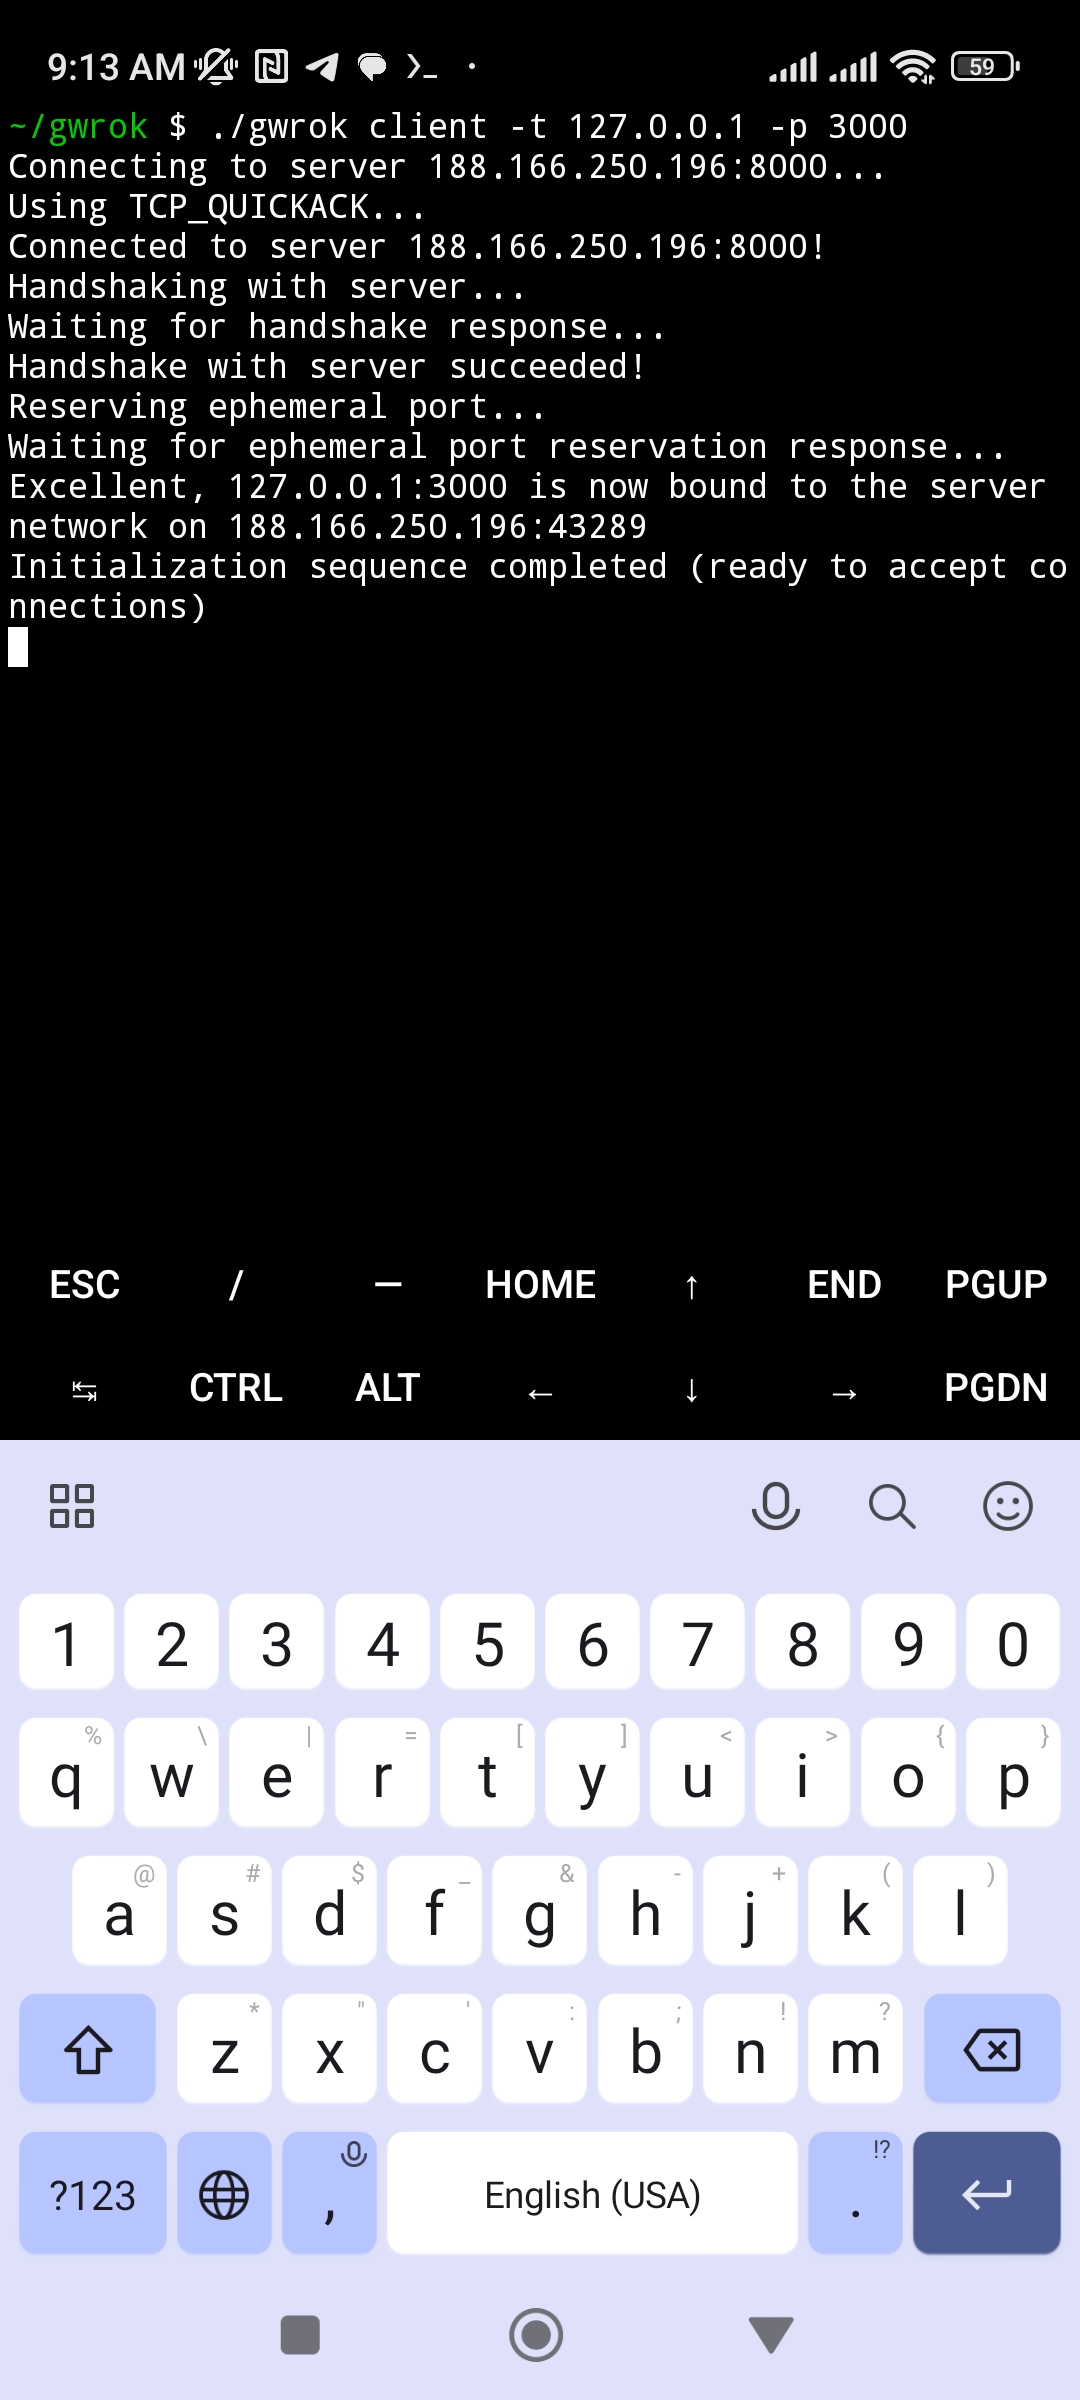 9:13 AM 59
~/gwrok $ ./gwrok client -t 127.0.0.1 -p 3000
Connecting to server 188.166.250.196:8000...
Using TCP_QUICKACK...
Connected to server 188.166.250.196:8000!
Handshaking with server...
Waiting for handshake response...
Handshake with server succeeded!
Reserving ephemeral port...
Waiting for ephemeral port reservation response...
Excellent, 127.0.0.1:3000 is now bound to the server
network on 188.166.250.196:43289
Initialization sequence completed (ready to accept co
nnections)
ESC / — HOME ↑ END PGUP
↹ CTRL ALT ← ↓ → PGDN
1 2 3 4 5 6 7 8 9 0
% \ | = [ ] < > { }
q w e r t y u i o p
@ # $ _ & - + ( )
a s d f g h j k l
* " ' : ; ! ?
z x c v b n m
!?
?123 , English (USA) .